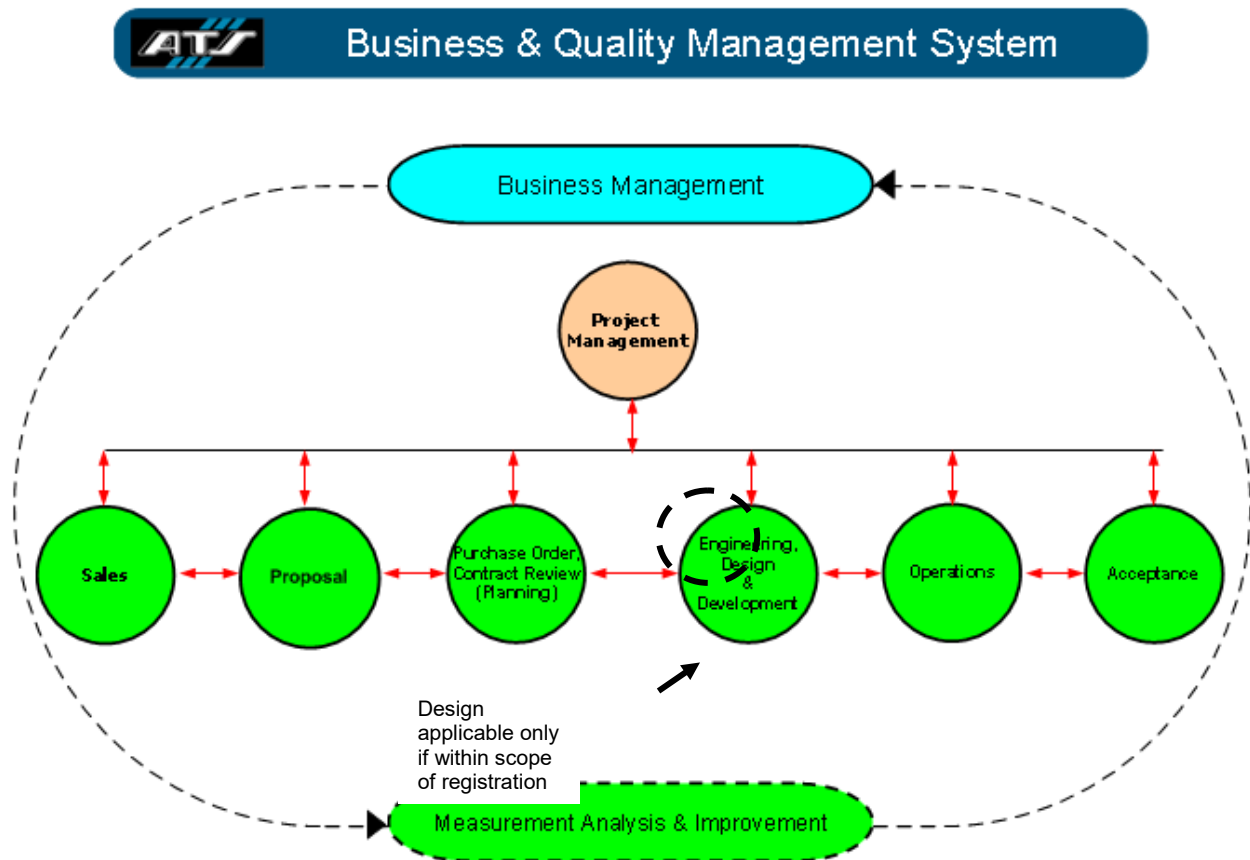 ATS Business & Quality Management System
Business Management
Project
Management
Sales
Proposal
Purchase Order,
Contract Review
(Planning)
Engineering,
Design
&
Development
Operations
Acceptance
Design
applicable only
if within scope
of registration
Measurement Analysis & Improvement